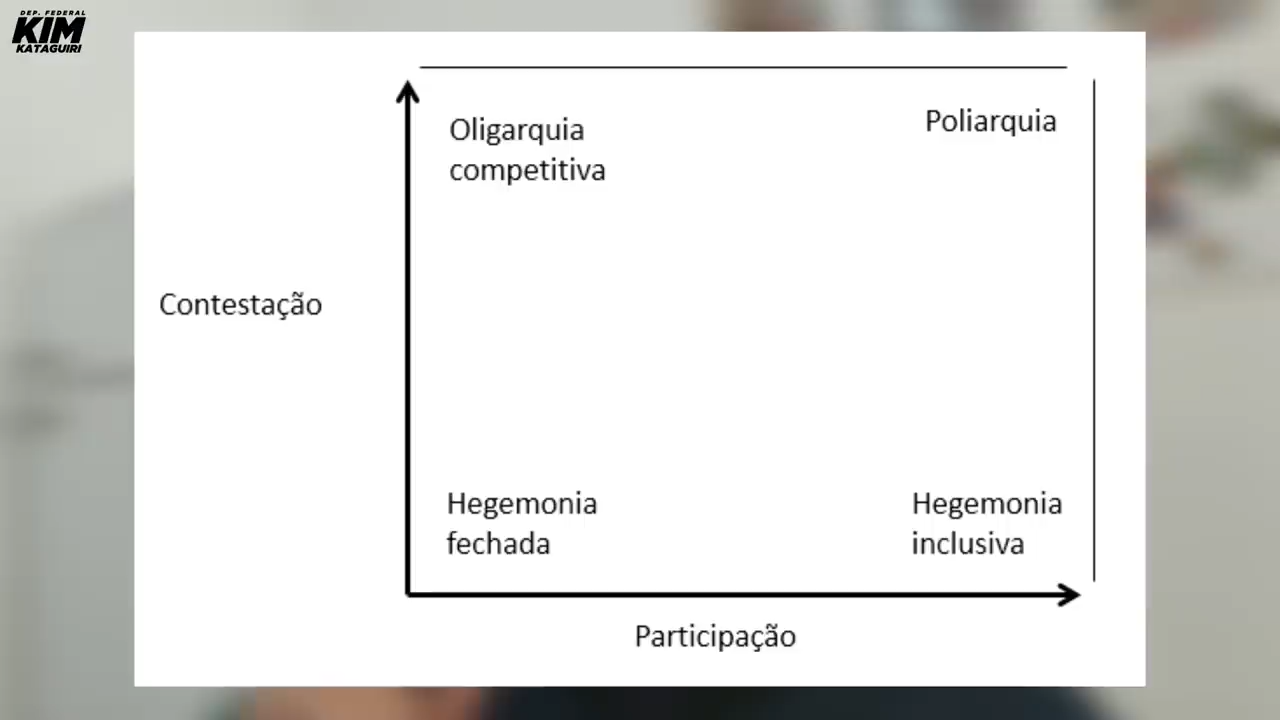 DEP. FEDERAL
KIM
KATAGUIRI
Oligarquia
competitiva
Poliarquia
Contestação
Hegemonia
fechada
Hegemonia
inclusiva
Participação